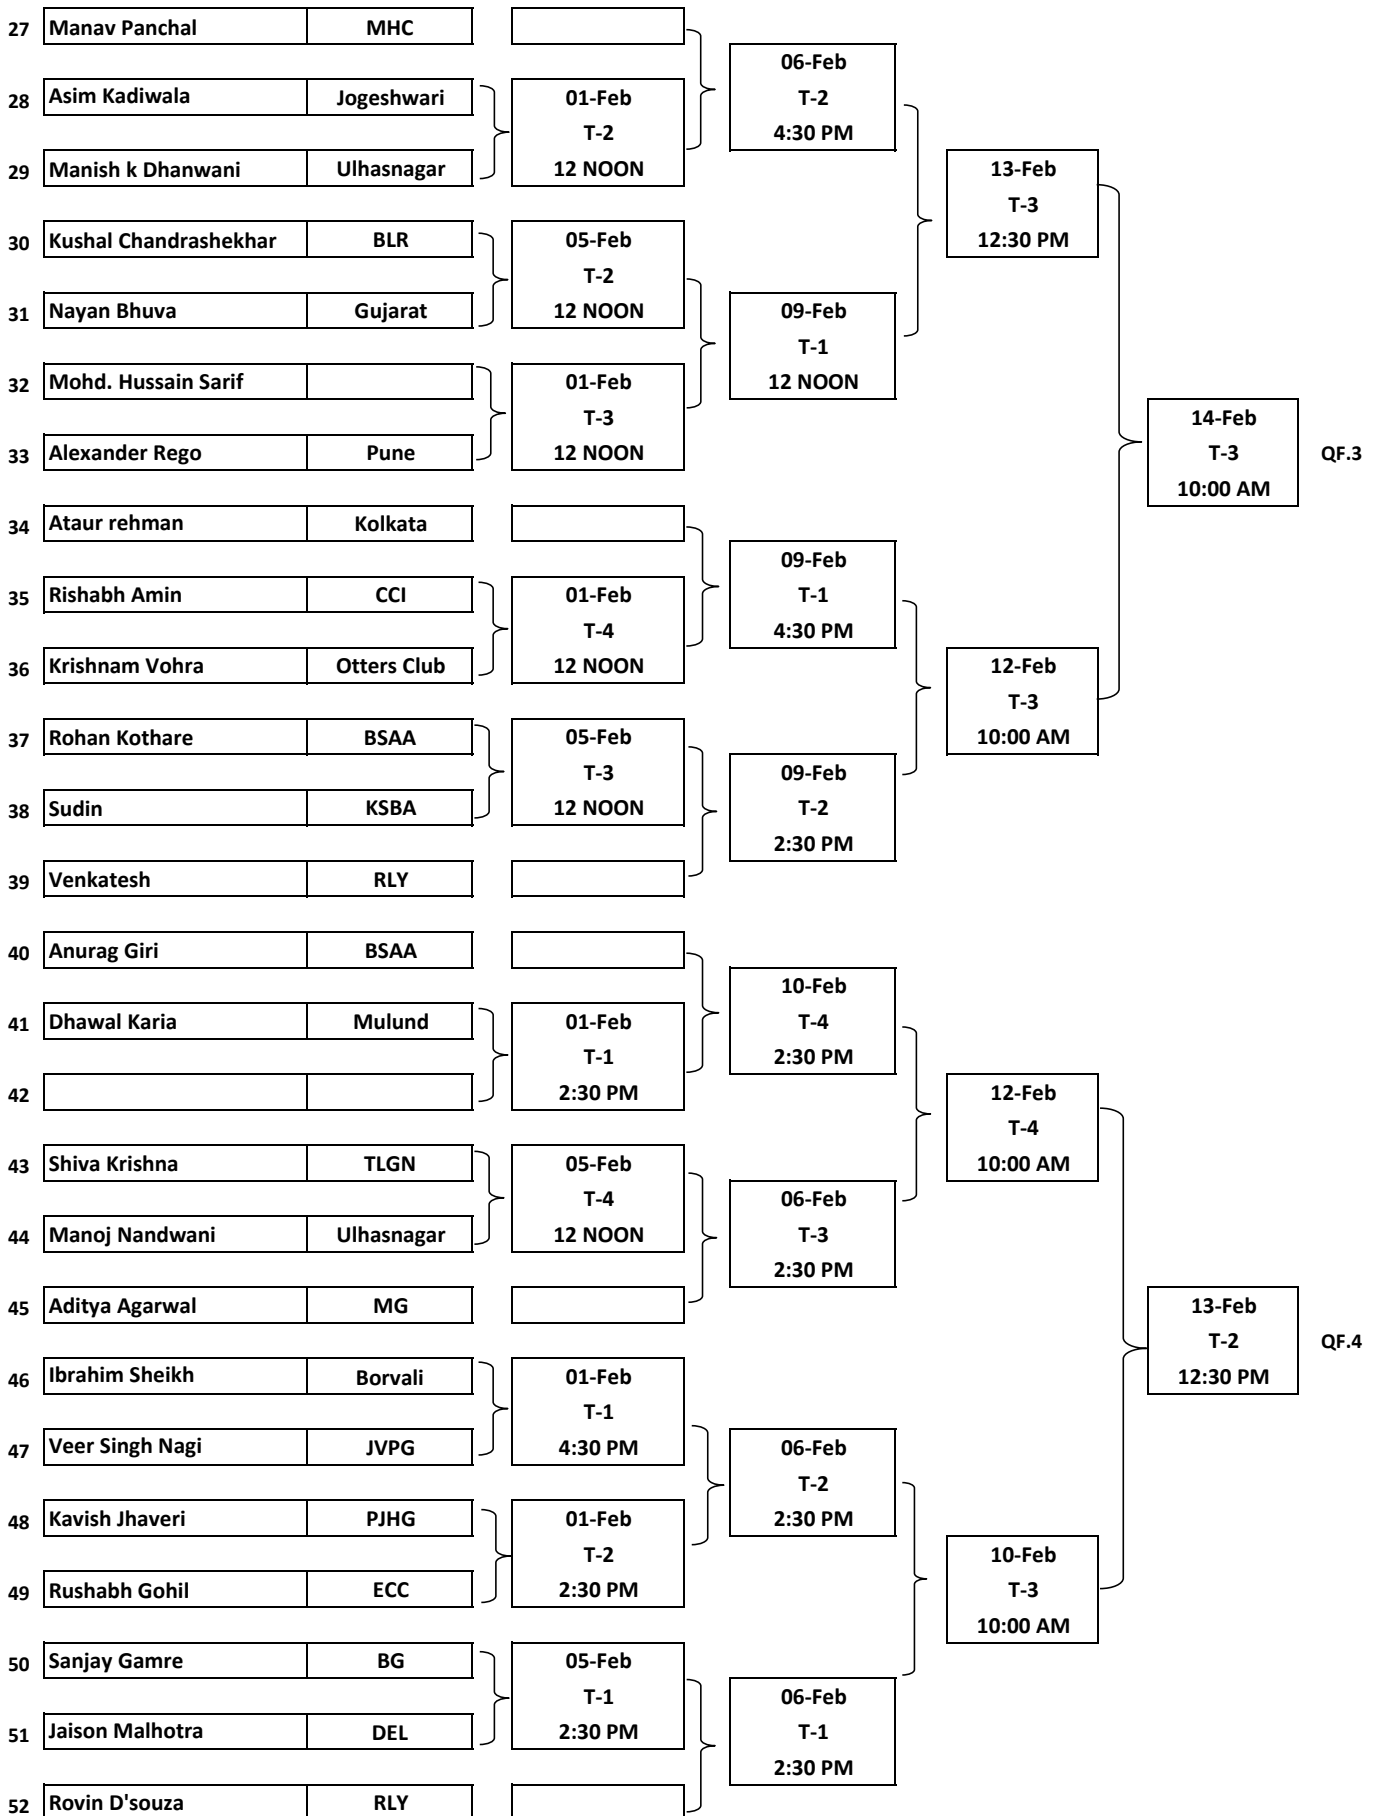 27 Manav Panchal MHC
06-Feb
28 Asim Kadiwala Jogeshwari 01-Feb T-2
T-2 4:30 PM
29 Manish k Dhanwani Ulhasnagar 12 NOON 13-Feb
T-3
30 Kushal Chandrashekhar BLR 05-Feb 12:30 PM
T-2
31 Nayan Bhuva Gujarat 12 NOON 09-Feb
T-1
32 Mohd. Hussain Sarif 01-Feb 12 NOON
T-3 14-Feb
33 Alexander Rego Pune 12 NOON T-3 QF.3
10:00 AM
34 Ataur rehman Kolkata
09-Feb
35 Rishabh Amin CCI 01-Feb T-1
T-4 4:30 PM
36 Krishnam Vohra Otters Club 12 NOON 12-Feb
T-3
37 Rohan Kothare BSAA 05-Feb 10:00 AM
T-3 09-Feb
38 Sudin KSBA 12 NOON T-2
2:30 PM
39 Venkatesh RLY
40 Anurag Giri BSAA
10-Feb
41 Dhawal Karia Mulund 01-Feb T-4
T-1 2:30 PM
42 2:30 PM 12-Feb
T-4
43 Shiva Krishna TLGN 05-Feb 10:00 AM
T-4 06-Feb
44 Manoj Nandwani Ulhasnagar 12 NOON T-3
2:30 PM
45 Aditya Agarwal MG 13-Feb
T-2 QF.4
46 Ibrahim Sheikh Borvali 01-Feb 12:30 PM
T-1
47 Veer Singh Nagi JVPG 4:30 PM 06-Feb
T-2
48 Kavish Jhaveri PJHG 01-Feb 2:30 PM
T-2 10-Feb
49 Rushabh Gohil ECC 2:30 PM T-3
10:00 AM
50 Sanjay Gamre BG 05-Feb
T-1 06-Feb
51 Jaison Malhotra DEL 2:30 PM T-1
2:30 PM
52 Rovin D'souza RLY